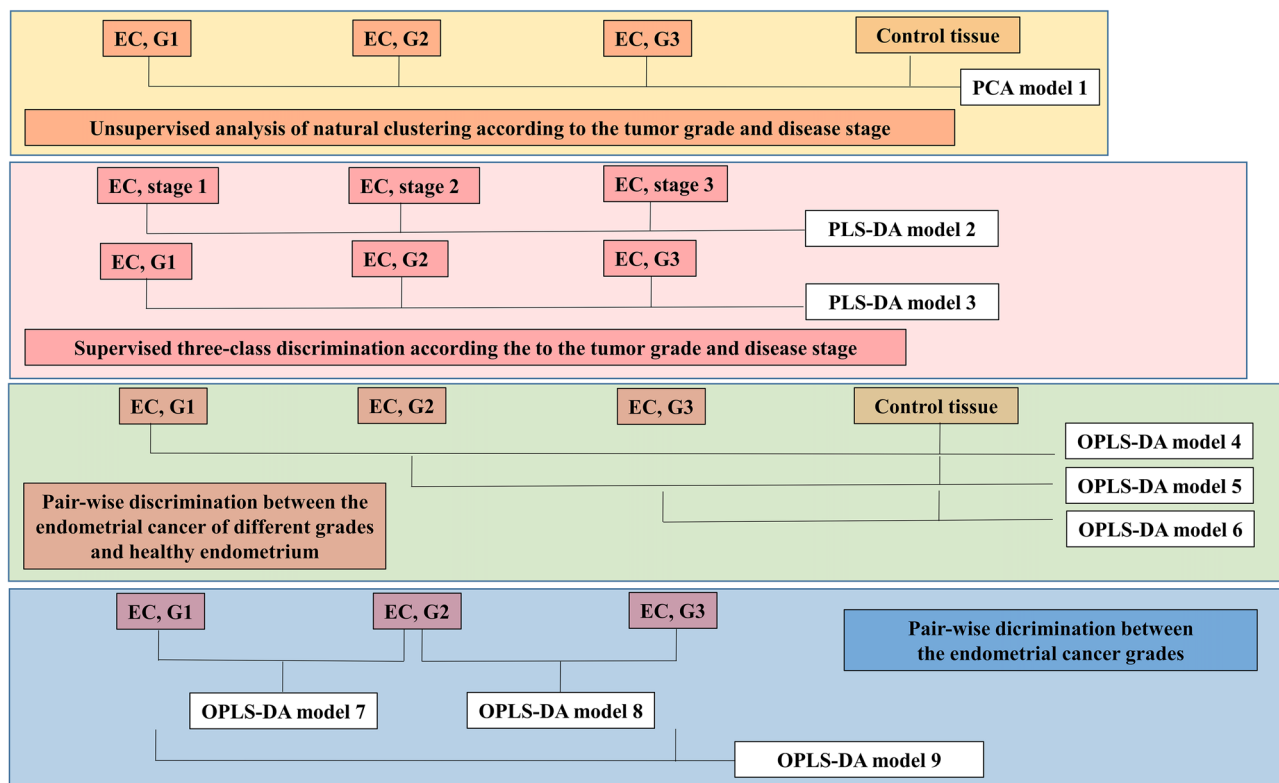 EC, G1
EC, G2
EC, G3
Control tissue
PCA model 1
Unsupervised analysis of natural clustering according to the tumor grade and disease stage
EC, stage 1
EC, stage 2
EC, stage 3
PLS-DA model 2
EC, G1
EC, G2
EC, G3
PLS-DA model 3
Supervised three-class discrimination according the to the tumor grade and disease stage
EC, G1
EC, G2
EC, G3
Control tissue
OPLS-DA model 4
OPLS-DA model 5
OPLS-DA model 6
Pair-wise discrimination between the
endometrial cancer of different grades
and healthy endometrium
EC, G1
EC, G2
EC, G3
Pair-wise dicrimination between
the endometrial cancer grades
OPLS-DA model 7
OPLS-DA model 8
OPLS-DA model 9